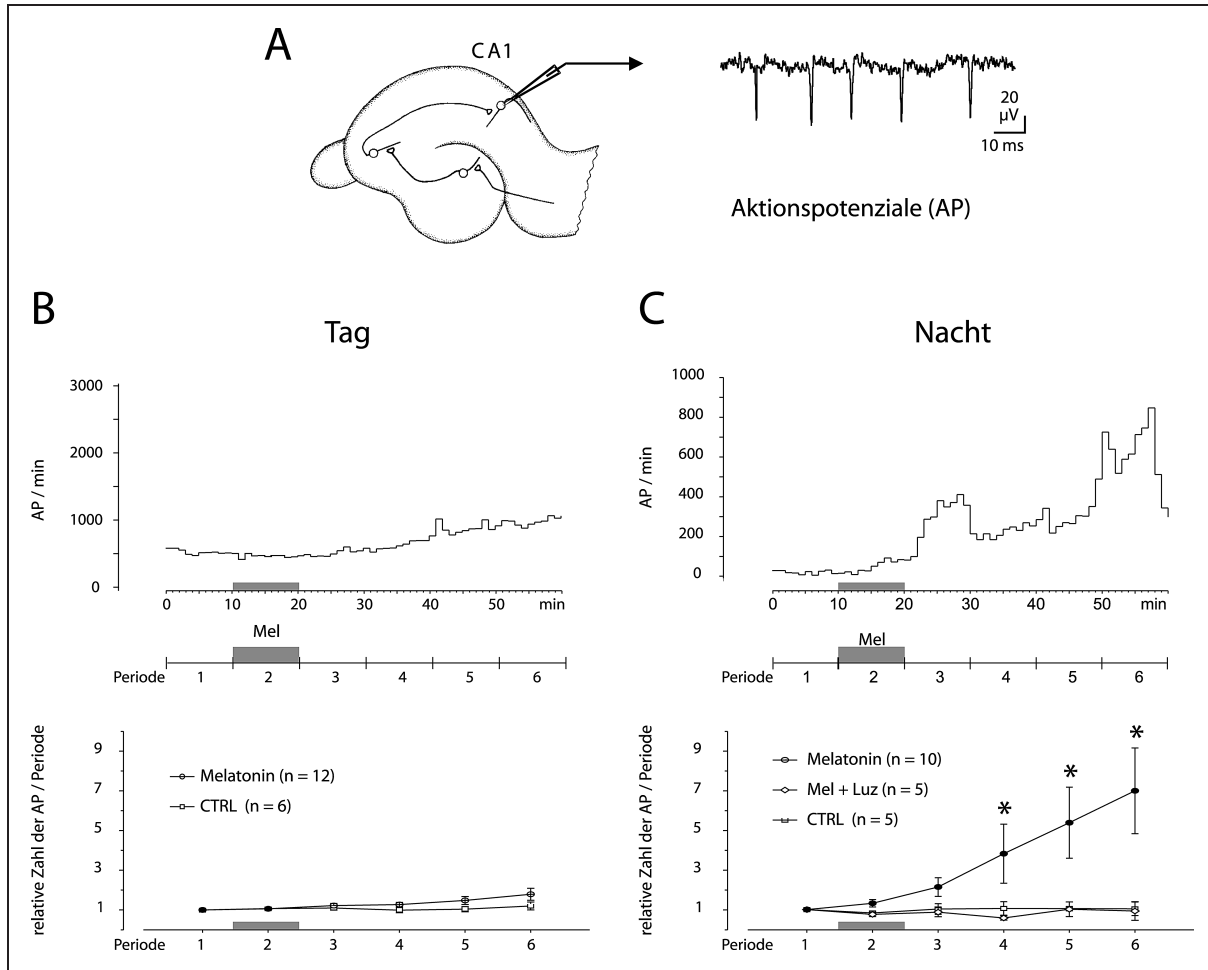 A
CA1
20
µV
10 ms
Aktionspotenziale (AP)
B
Tag
3000
2000
1000
0
AP / min
0 10 20 30 40 50 min
Mel
Periode 1 2 3 4 5 6
9
7
5
3
1
relative Zahl der AP / Periode
Melatonin (n = 12)
CTRL (n = 6)
Periode 1 2 3 4 5 6
C
Nacht
1000
800
600
400
200
0
AP / min
0 10 20 30 40 50 min
Mel
Periode 1 2 3 4 5 6
9
7
5
3
1
relative Zahl der AP / Periode
Melatonin (n = 10)
Mel + Luz (n = 5)
CTRL (n = 5)
* * *
Periode 1 2 3 4 5 6